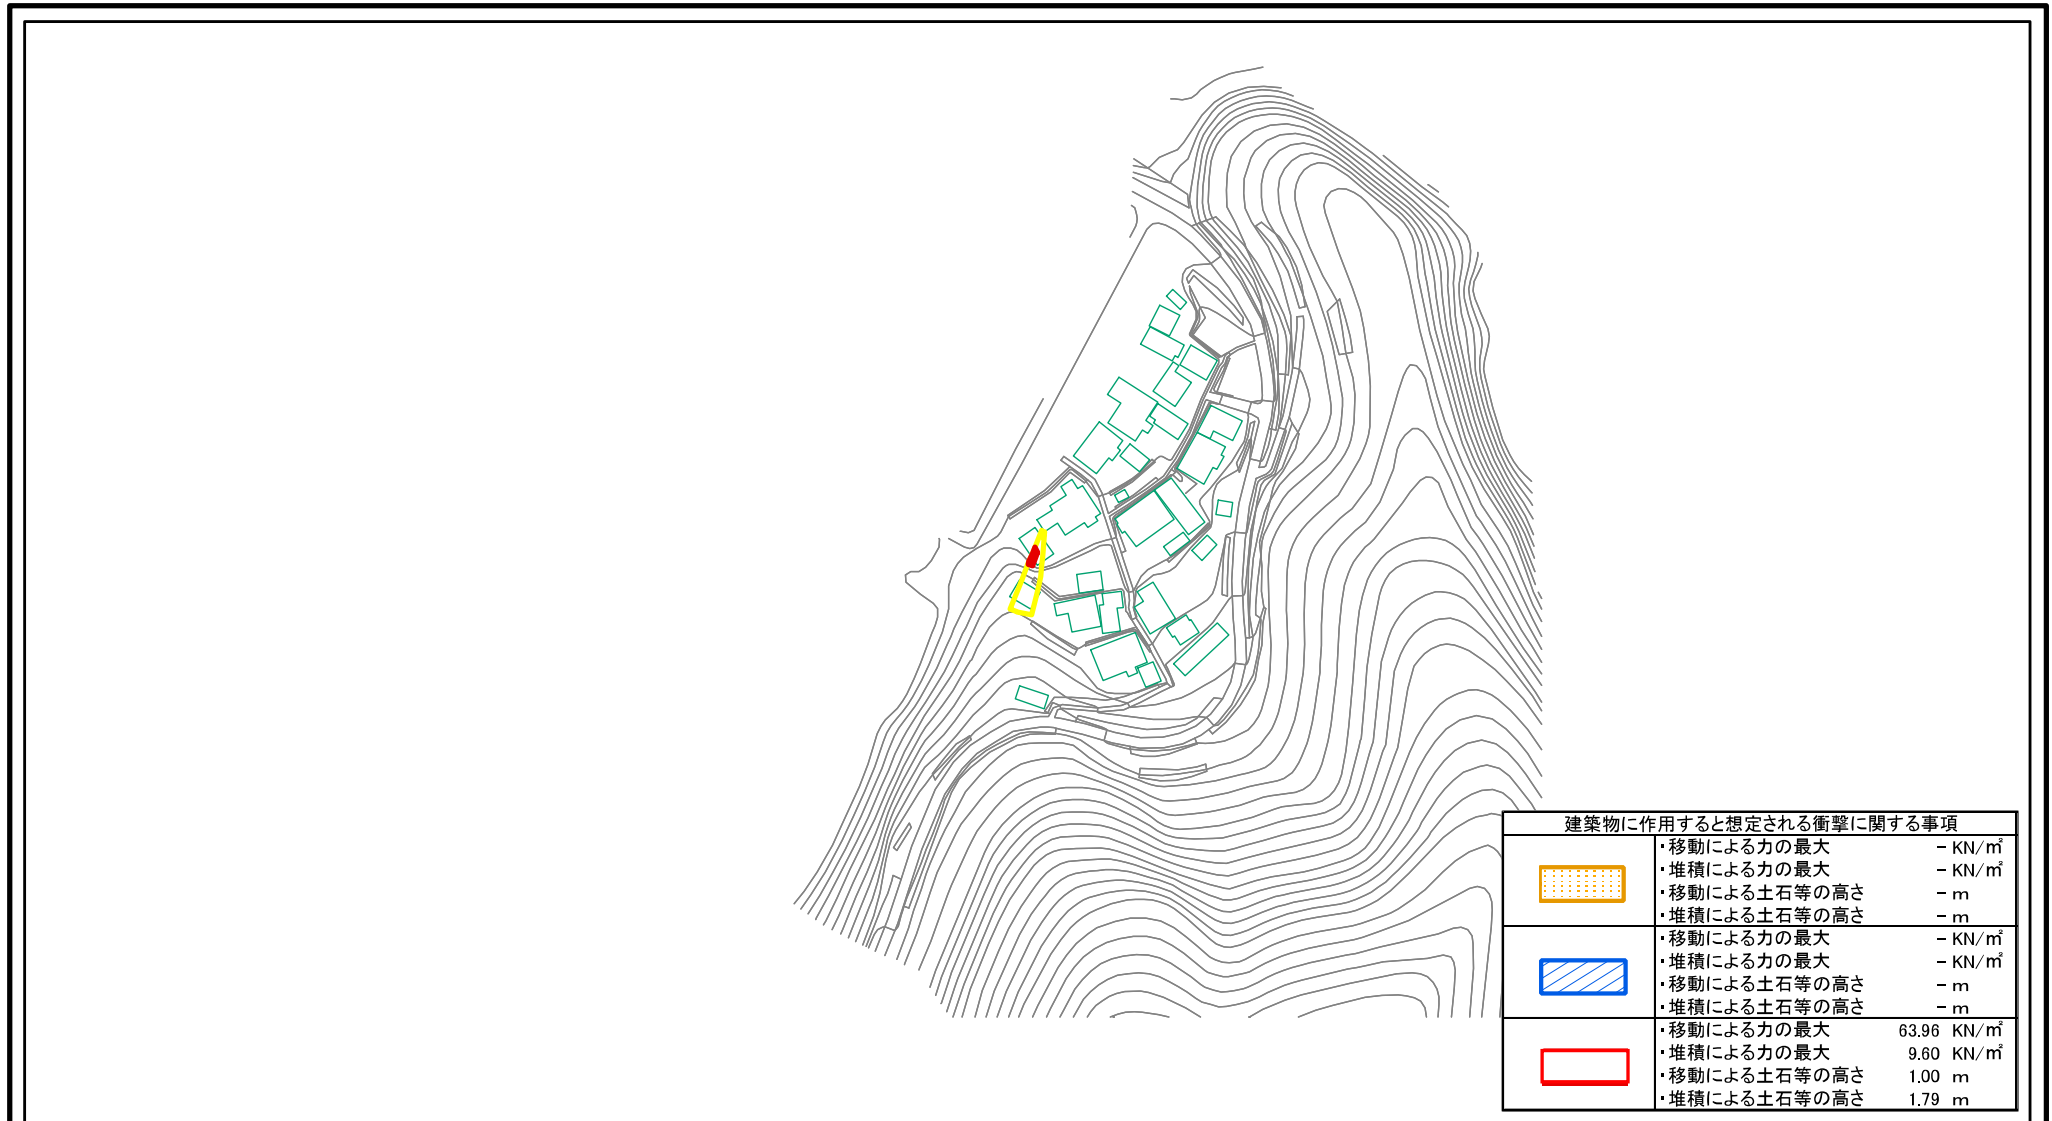 建築物に作用すると想定される衝撃に関する事項
・移動による力の最大 - KN/㎡
・堆積による力の最大 - KN/㎡
・移動による土石等の高さ - m
・堆積による土石等の高さ - m
・移動による力の最大 - KN/㎡
・堆積による力の最大 - KN/㎡
・移動による土石等の高さ - m
・堆積による土石等の高さ - m
・移動による力の最大 63.96 KN/㎡
・堆積による力の最大 9.60 KN/㎡
・移動による土石等の高さ 1.00 m
・堆積による土石等の高さ 1.79 m